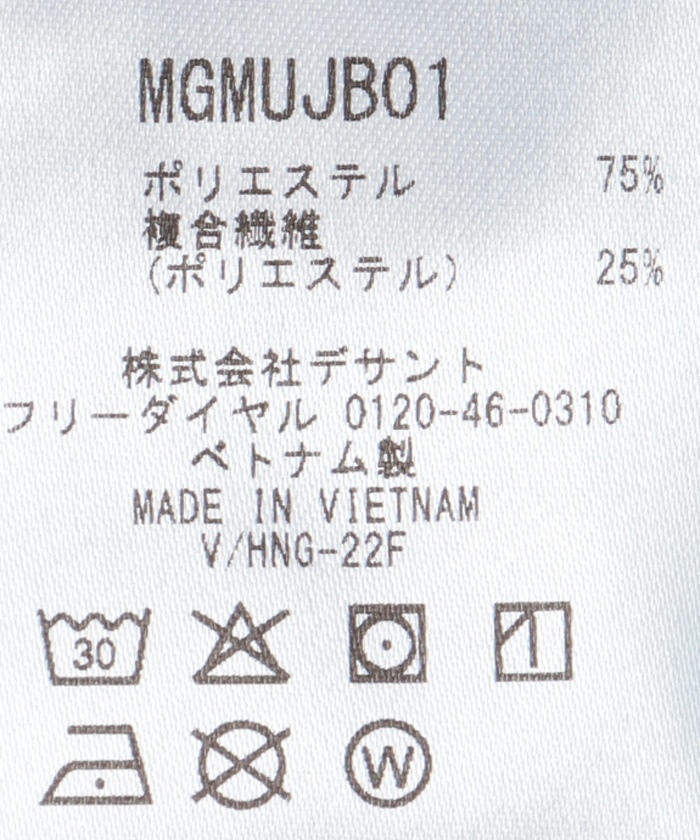 MGMUJB01
ポリエステル 75%
複合繊維
(ポリエステル) 25%
株式会社デサント
フリーダイヤル 0120-46-0310
ベトナム製
MADE IN VIETNAM
V/HNG-22F
30
W